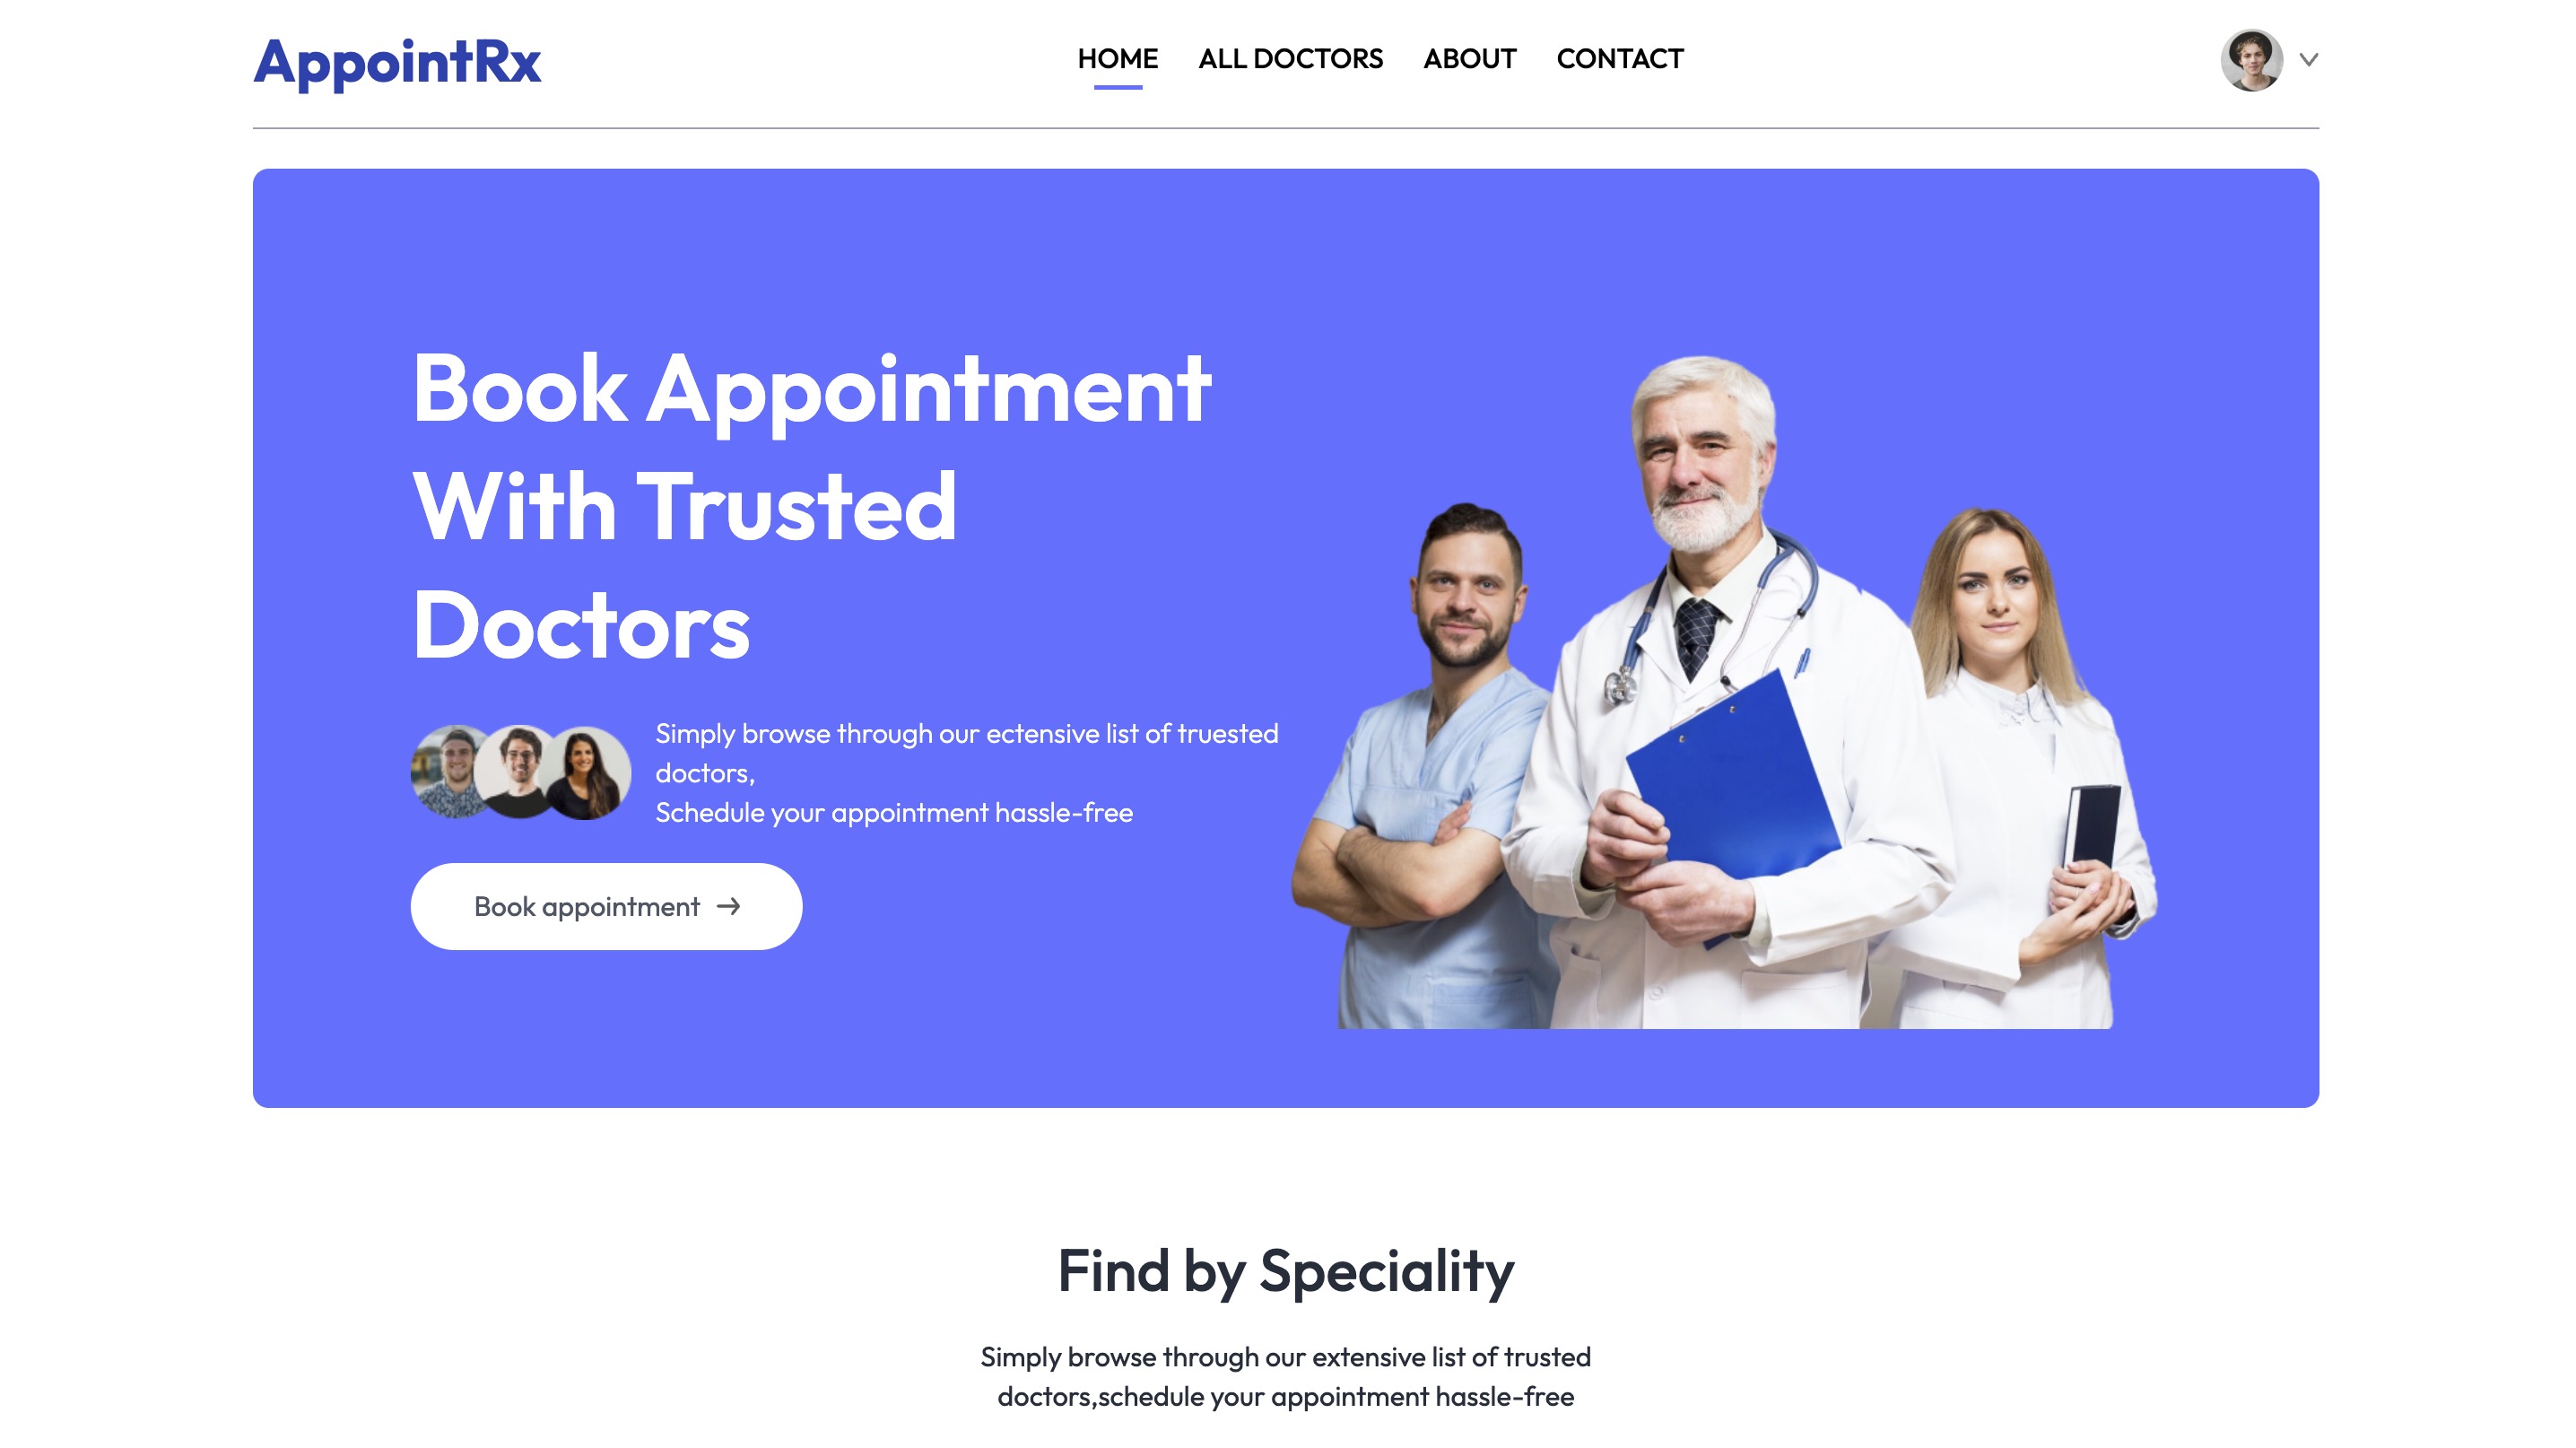 AppointRx
HOME ALL DOCTORS ABOUT CONTACT
Book Appointment
With Trusted
Doctors
Simply browse through our ectensive list of truested
doctors,
Schedule your appointment hassle-free
Book appointment
Find by Speciality
Simply browse through our extensive list of trusted
doctors,schedule your appointment hassle-free